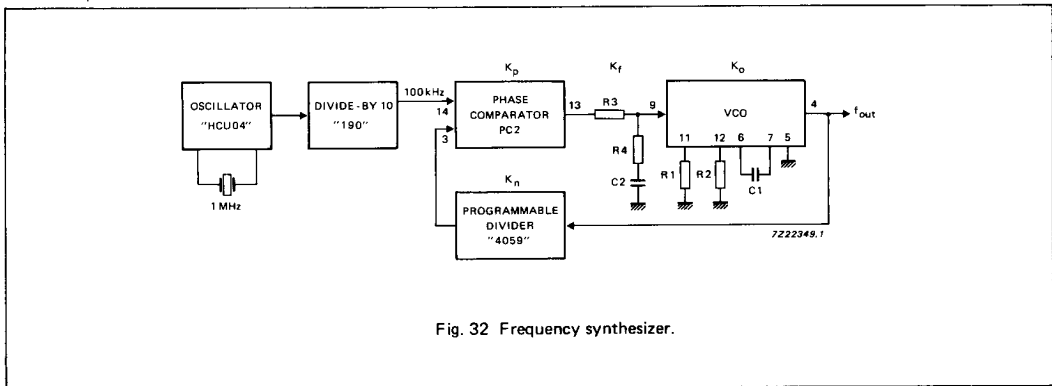 Kp Kf Ko
OSCILLATOR
"HCU04"
1 MHz
DIVIDE-BY 10
"190"
100 kHz
14
3
PHASE
COMPARATOR
PC2
13
R3
R4
C2
9
VCO
4
fout
11
12
6
7
5
R1
R2
C1
Kn
PROGRAMMABLE
DIVIDER
"4059"
7Z22349.1
Fig. 32 Frequency synthesizer.